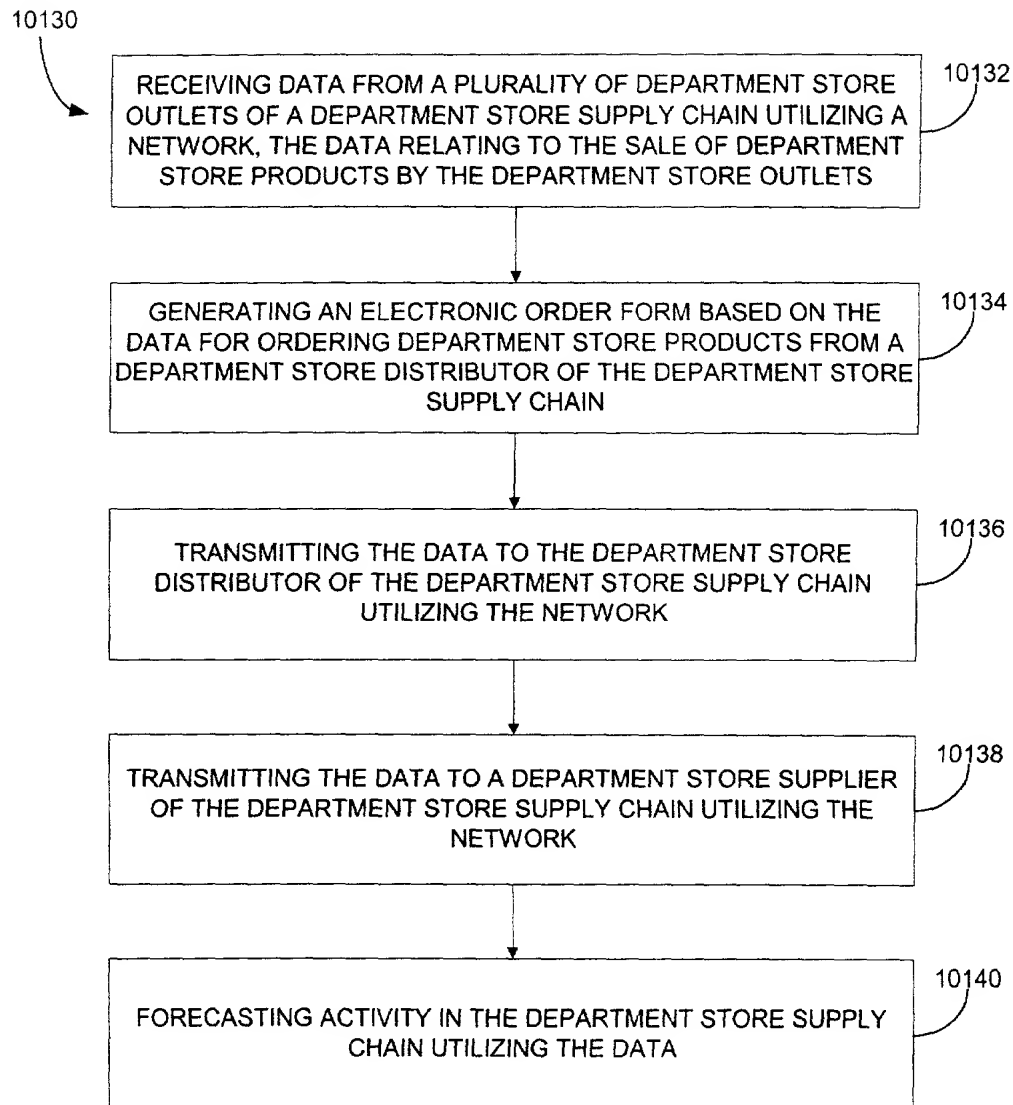 10130
10132
RECEIVING DATA FROM A PLURALITY OF DEPARTMENT STORE
OUTLETS OF A DEPARTMENT STORE SUPPLY CHAIN UTILIZING A
NETWORK, THE DATA RELATING TO THE SALE OF DEPARTMENT
STORE PRODUCTS BY THE DEPARTMENT STORE OUTLETS
10134
GENERATING AN ELECTRONIC ORDER FORM BASED ON THE
DATA FOR ORDERING DEPARTMENT STORE PRODUCTS FROM A
DEPARTMENT STORE DISTRIBUTOR OF THE DEPARTMENT STORE
SUPPLY CHAIN
10136
TRANSMITTING THE DATA TO THE DEPARTMENT STORE
DISTRIBUTOR OF THE DEPARTMENT STORE SUPPLY CHAIN
UTILIZING THE NETWORK
10138
TRANSMITTING THE DATA TO A DEPARTMENT STORE SUPPLIER
OF THE DEPARTMENT STORE SUPPLY CHAIN UTILIZING THE
NETWORK
10140
FORECASTING ACTIVITY IN THE DEPARTMENT STORE SUPPLY
CHAIN UTILIZING THE DATA